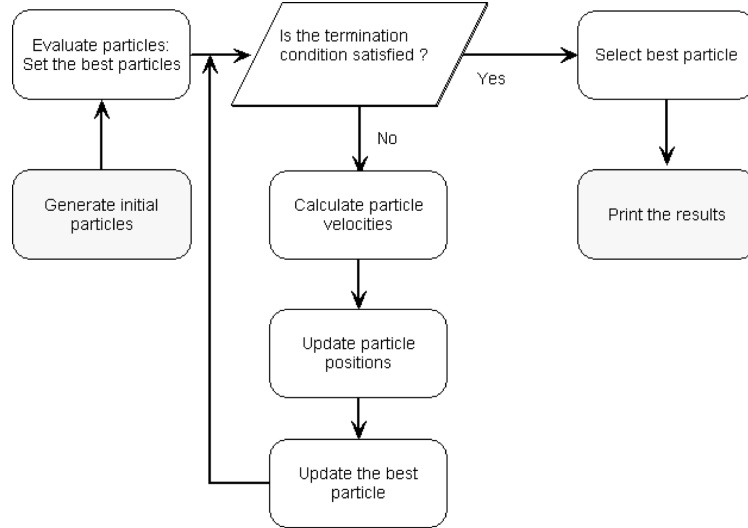 Evaluate particles:
Set the best particles
Is the termination
condition satisfied ?
Select best particle
Yes
No
Generate initial
particles
Calculate particle
velocities
Print the results
Update particle
positions
Update the best
particle